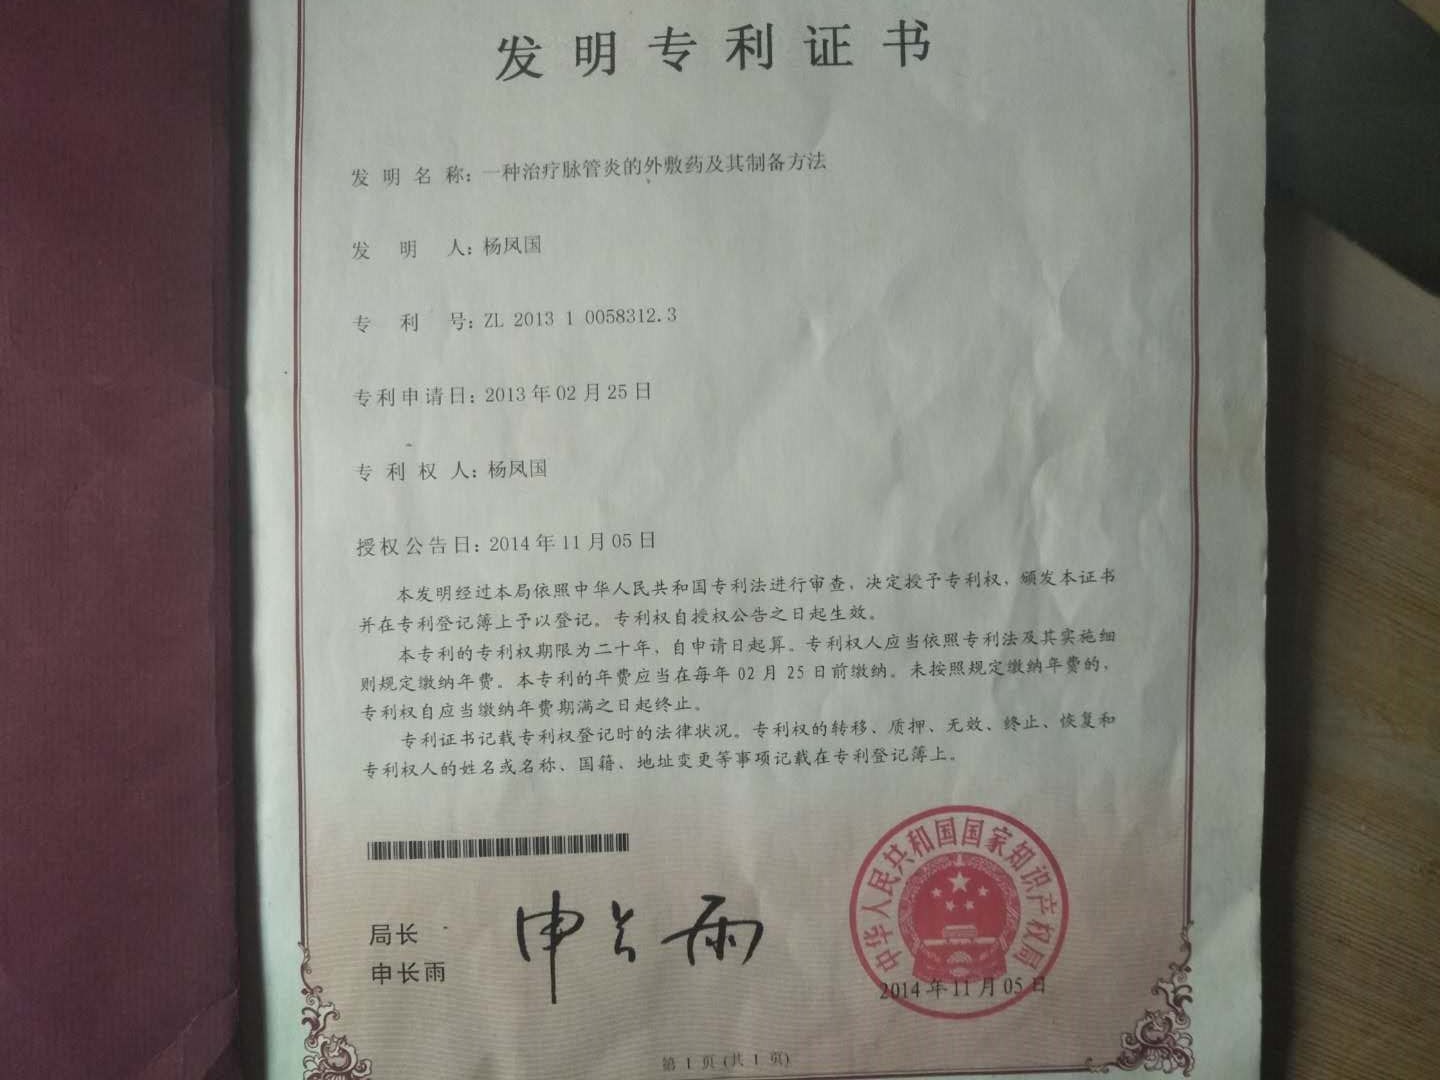 发明专利证书
发明名称：一种治疗脉管炎的外敷药及其制备方法
发明人：杨凤国
专利号：ZL 2013 1 0058312.3
专利申请日：2013年02月25日
专利权人：杨凤国
授权公告日：2014年11月05日
本发明经过本局依照中华人民共和国专利法进行审查，决定授予专利权，颁发本证书
并在专利登记簿上予以登记。专利权自授权公告之日起生效。
本专利的专利权期限为二十年，自申请日起算。专利权人应当依照专利法及其实施细
则规定缴纳年费。本专利的年费应当在每年02月25日前缴纳。未按照规定缴纳年费的，
专利权自应当缴纳年费期满之日起终止。
专利证书记载专利权登记时的法律状况。专利权的转移、质押、无效、终止、恢复和
专利权人的姓名或名称、国籍、地址变更等事项记载在专利登记簿上。
局长
申长雨
申长雨
中华人民共和国国家知识产权局
2014年11月05日
第1页(共1页)